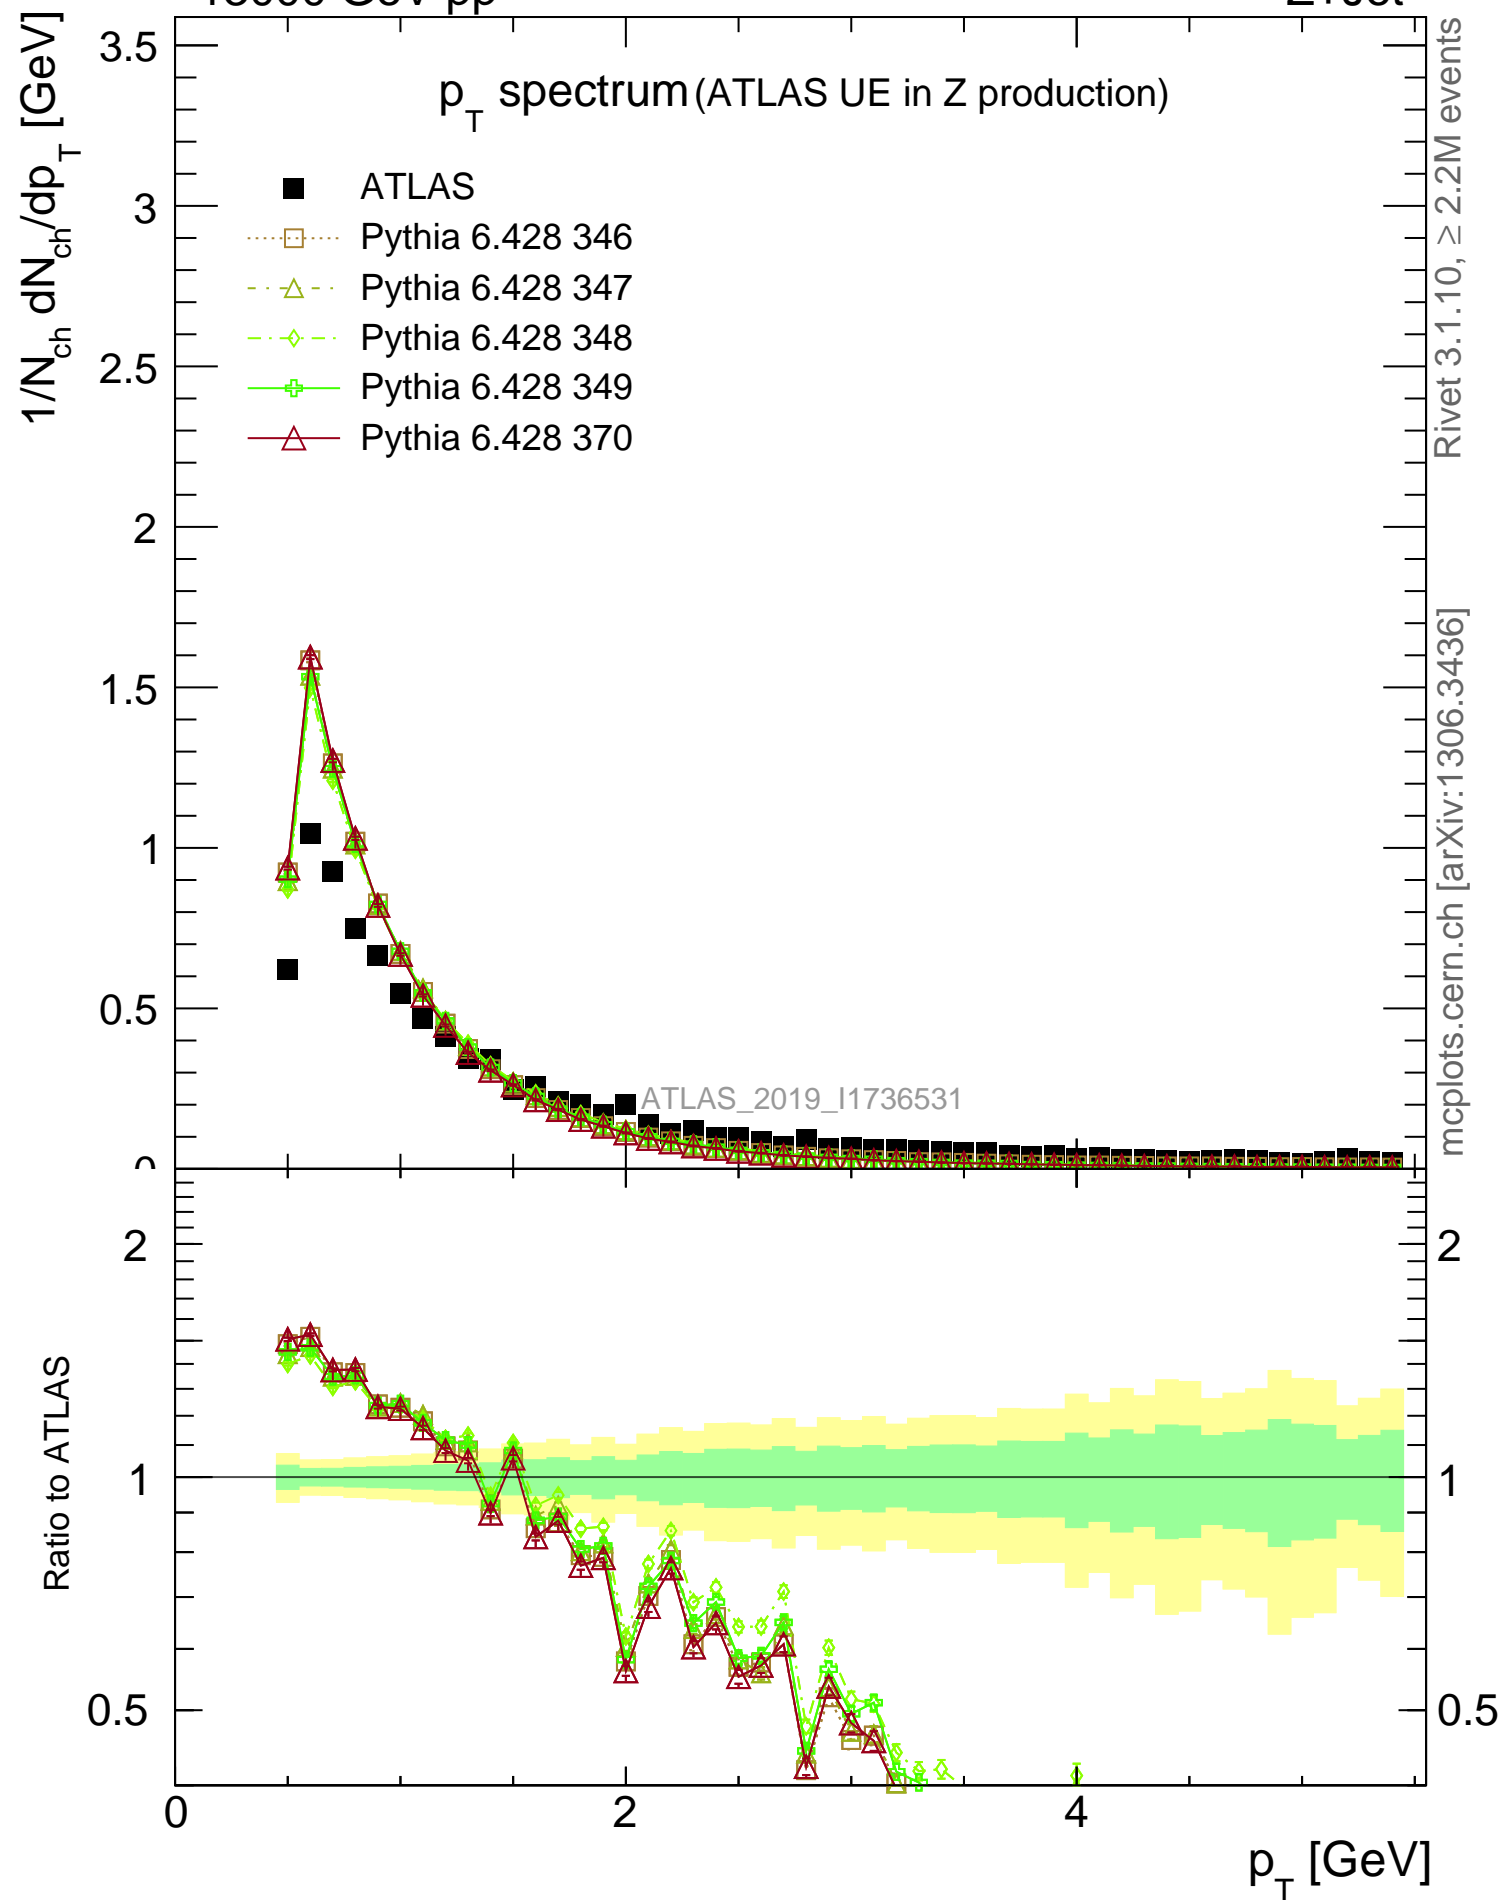 1/N_ch dN_ch/dp_T [GeV]
p_T spectrum (ATLAS UE in Z production)
ATLAS
Pythia 6.428 346
Pythia 6.428 347
Pythia 6.428 348
Pythia 6.428 349
Pythia 6.428 370
3.5
3
2.5
2
1.5
1
0.5
0
ATLAS_2019_I1736531
Rivet 3.1.10, ≥ 2.2M events
mcplots.cern.ch [arXiv:1306.3436]
Ratio to ATLAS
2
1
0.5
2
1
0.5
0
2
4
p_T [GeV]